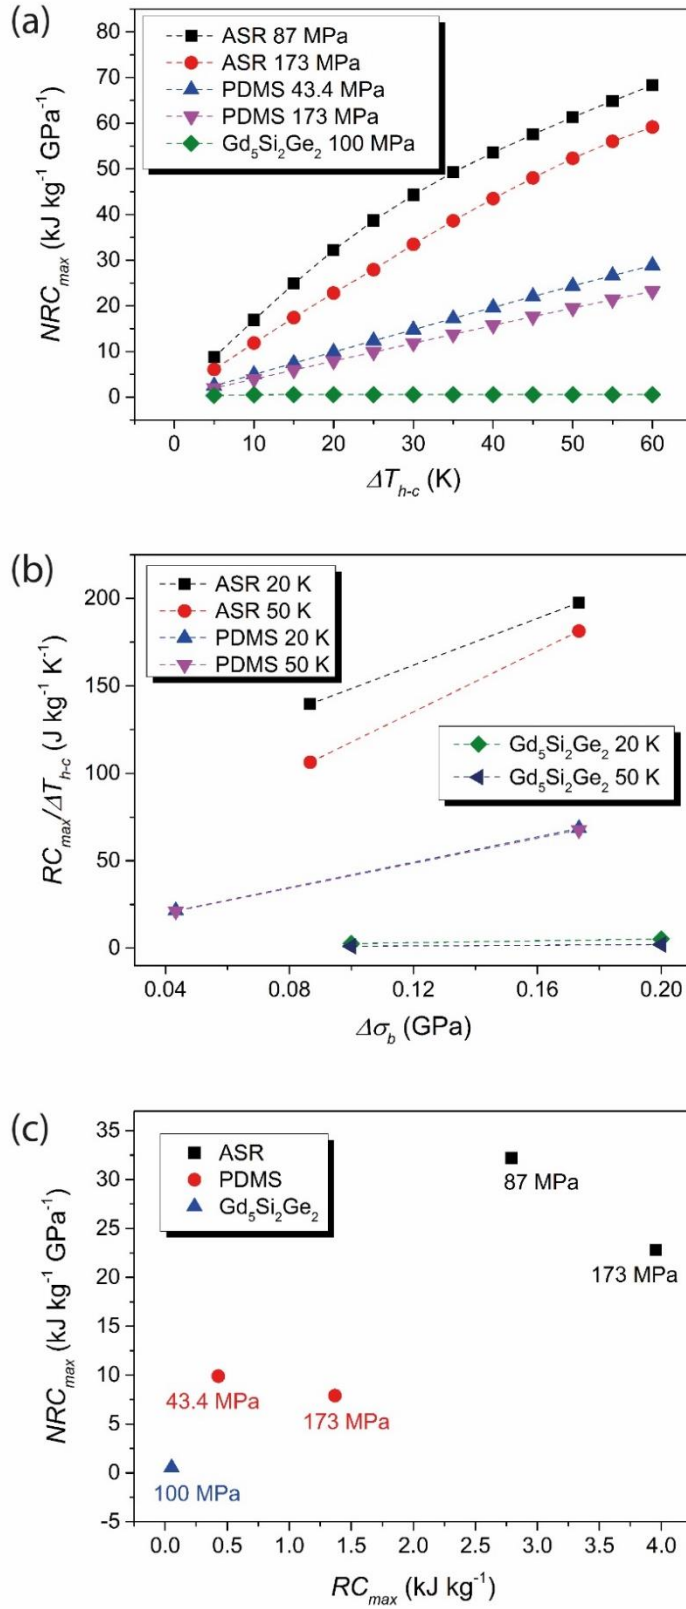 (a)
ASR 87 MPa
ASR 173 MPa
PDMS 43.4 MPa
PDMS 173 MPa
Gd₅Si₂Ge₂ 100 MPa
80
70
60
50
40
30
20
10
0
NRCₘₐₓ (kJ kg⁻¹ GPa⁻¹)
0 10 20 30 40 50 60
ΔT_h-c (K)
(b)
ASR 20 K
ASR 50 K
PDMS 20 K
PDMS 50 K
Gd₅Si₂Ge₂ 20 K
Gd₅Si₂Ge₂ 50 K
200
150
100
50
0
RCₘₐₓ/ΔT_h-c (J kg⁻¹ K⁻¹)
0.04 0.08 0.12 0.16 0.20
Δσ_b (GPa)
(c)
ASR
PDMS
Gd₅Si₂Ge₂
35
30
25
20
15
10
5
0
-5
NRCₘₐₓ (kJ kg⁻¹ GPa⁻¹)
87 MPa
173 MPa
43.4 MPa
173 MPa
100 MPa
0.0 0.5 1.0 1.5 2.0 2.5 3.0 3.5 4.0
RCₘₐₓ (kJ kg⁻¹)